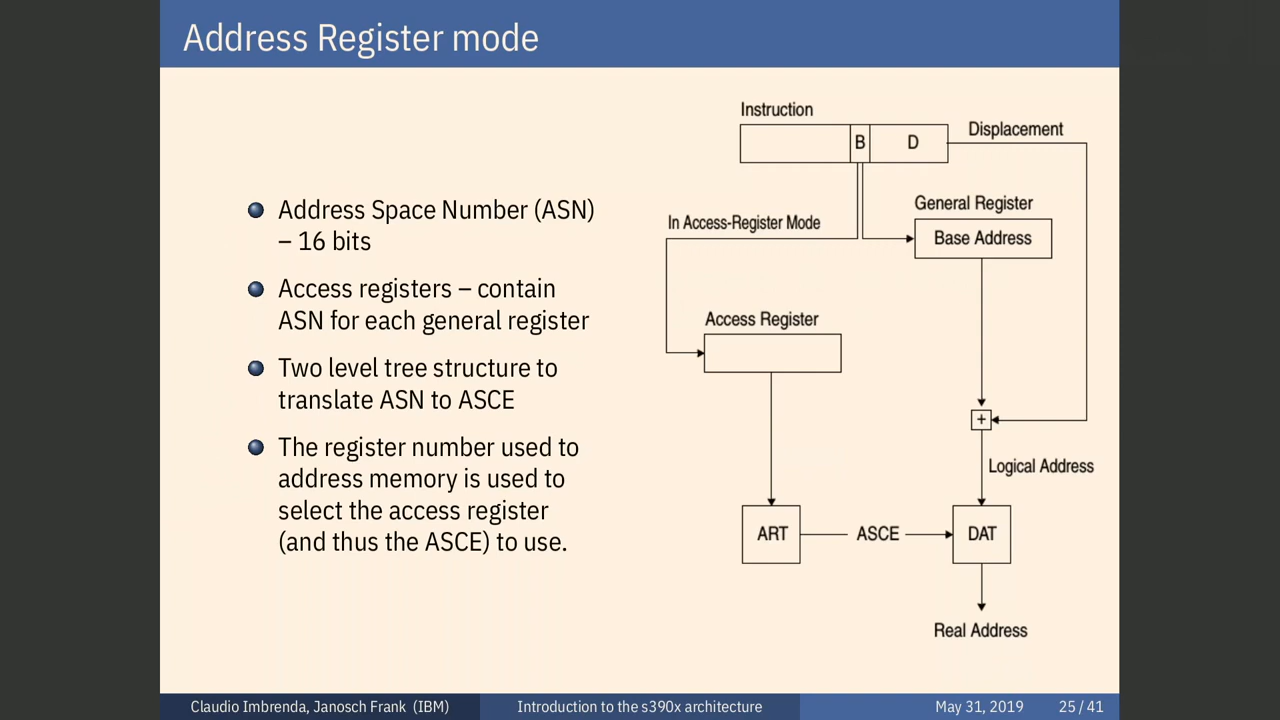 Address Register mode
Address Space Number (ASN)
– 16 bits
Access registers – contain
ASN for each general register
Two level tree structure to
translate ASN to ASCE
The register number used to
address memory is used to
select the access register
(and thus the ASCE) to use.
Instruction
B
D
Displacement
General Register
Base Address
In Access-Register Mode
Access Register
+
Logical Address
ART
ASCE
DAT
Real Address
Claudio Imbrenda, Janosch Frank (IBM)
Introduction to the s390x architecture
May 31, 2019
25 / 41